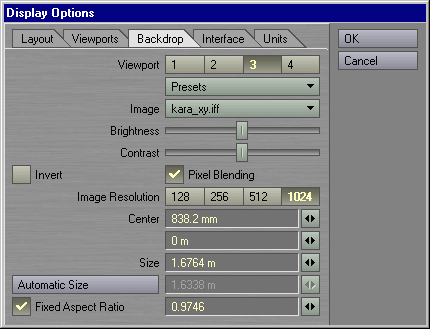 Display Options
Layout Viewports Backdrop Interface Units
OK
Cancel
Viewport 1 2 3 4
Presets
Image kara_xy.iff
Brightness
Contrast
Invert Pixel Blending
Image Resolution 128 256 512 1024
Center 838.2 mm
0 m
Size 1.6764 m
Automatic Size 1.6338 m
Fixed Aspect Ratio 0.9746